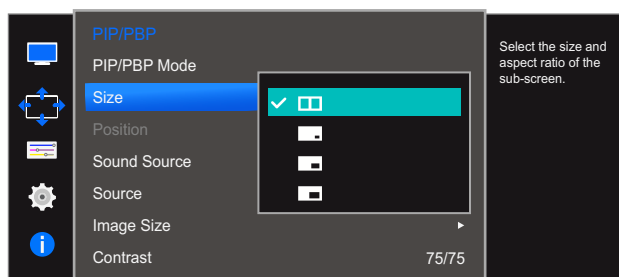 PIP/PBP
PIP/PBP Mode
Size
Position
Sound Source
Source
Image Size
Contrast 75/75
Select the size and
aspect ratio of the
sub-screen.